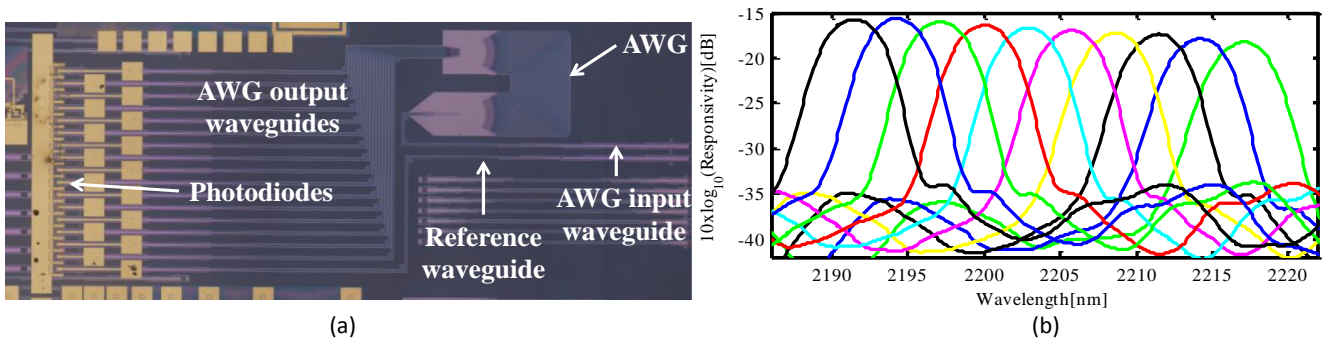 AWG
AWG output
waveguides
Photodiodes
Reference
waveguide
AWG input
waveguide
(a)
10xlog10(Responsivity)[dB]
-15
-20
-25
-30
-35
-40
2190
2195
2200
2205
2210
2215
2220
Wavelength[nm]
(b)